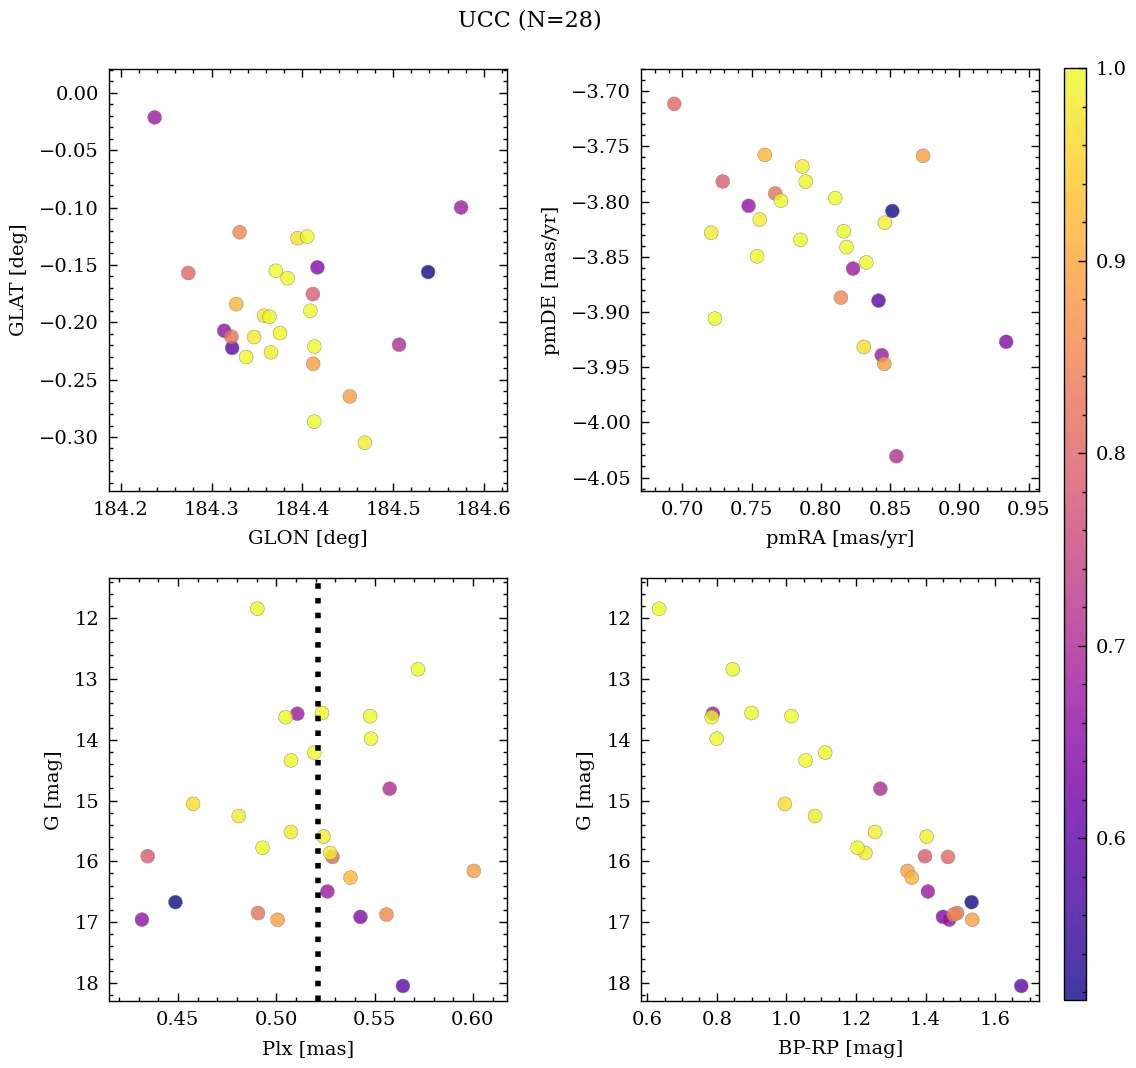 UCC (N=28)
0.00
−0.05
−0.10
−0.15
−0.20
−0.25
−0.30
GLAT [deg]
184.2 184.3 184.4 184.5 184.6
GLON [deg]
−3.70
−3.75
−3.80
−3.85
−3.90
−3.95
−4.00
−4.05
pmDE [mas/yr]
0.70 0.75 0.80 0.85 0.90 0.95
pmRA [mas/yr]
1.0
0.9
0.8
0.7
0.6
12
13
14
15
16
17
18
G [mag]
0.45 0.50 0.55 0.60
Plx [mas]
12
13
14
15
16
17
18
G [mag]
0.6 0.8 1.0 1.2 1.4 1.6
BP-RP [mag]